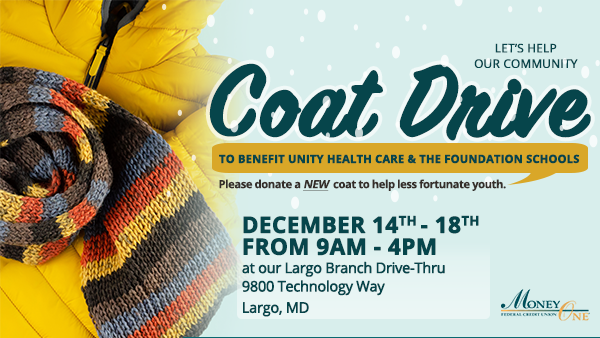 LET'S HELP
OUR COMMUNITY
Coat Drive
TO BENEFIT UNITY HEALTH CARE & THE FOUNDATION SCHOOLS
Please donate a NEW coat to help less fortunate youth.
DECEMBER 14TH - 18TH
FROM 9AM - 4PM
at our Largo Branch Drive-Thru
9800 Technology Way
Largo, MD
MONEY ONE
FEDERAL CREDIT UNION